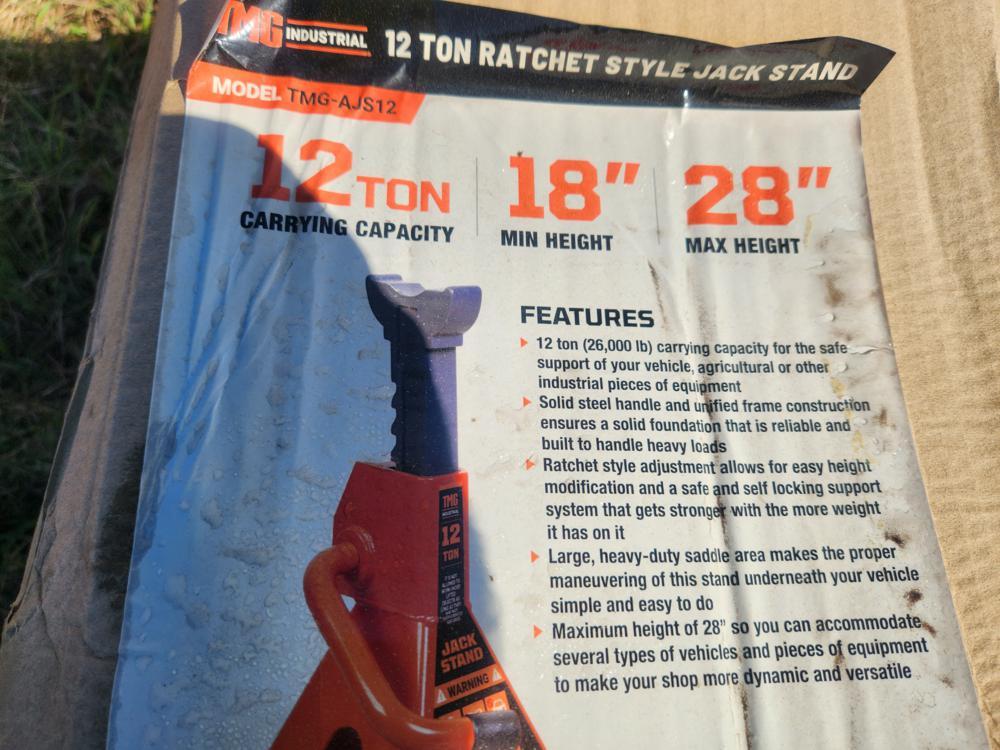 TMG INDUSTRIAL 12 TON RATCHET STYLE JACK STAND
MODEL TMG-AJS12
12 TON
CARRYING CAPACITY
18"
MIN HEIGHT
28"
MAX HEIGHT
FEATURES
12 ton (26,000 lb) carrying capacity for the safe
support of your vehicle, agricultural or other
industrial pieces of equipment
Solid steel handle and unified frame construction
ensures a solid foundation that is reliable and
built to handle heavy loads
Ratchet style adjustment allows for easy height
modification and a safe and self locking support
system that gets stronger with the more weight
it has on it
Large, heavy-duty saddle area makes the proper
maneuvering of this stand underneath your vehicle
simple and easy to do
Maximum height of 28" so you can accommodate
several types of vehicles and pieces of equipment
to make your shop more dynamic and versatile
TMG
INDUSTRIAL
12
TON
JACK
STAND
WARNING